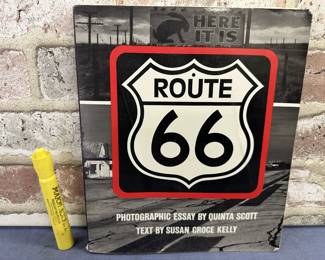 HERE
IT IS
ROUTE
66
PHOTOGRAPHIC ESSAY BY QUINTA SCOTT
TEXT BY SUSAN CROCE KELLY